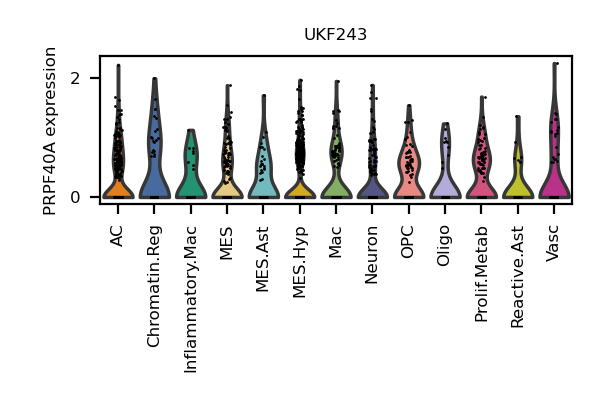 UKF243
PRPF40A expression
2
0
AC
Chromatin.Reg
Inflammatory.Mac
MES
MES.Ast
MES.Hyp
Mac
Neuron
OPC
Oligo
Prolif.Metab
Reactive.Ast
Vasc